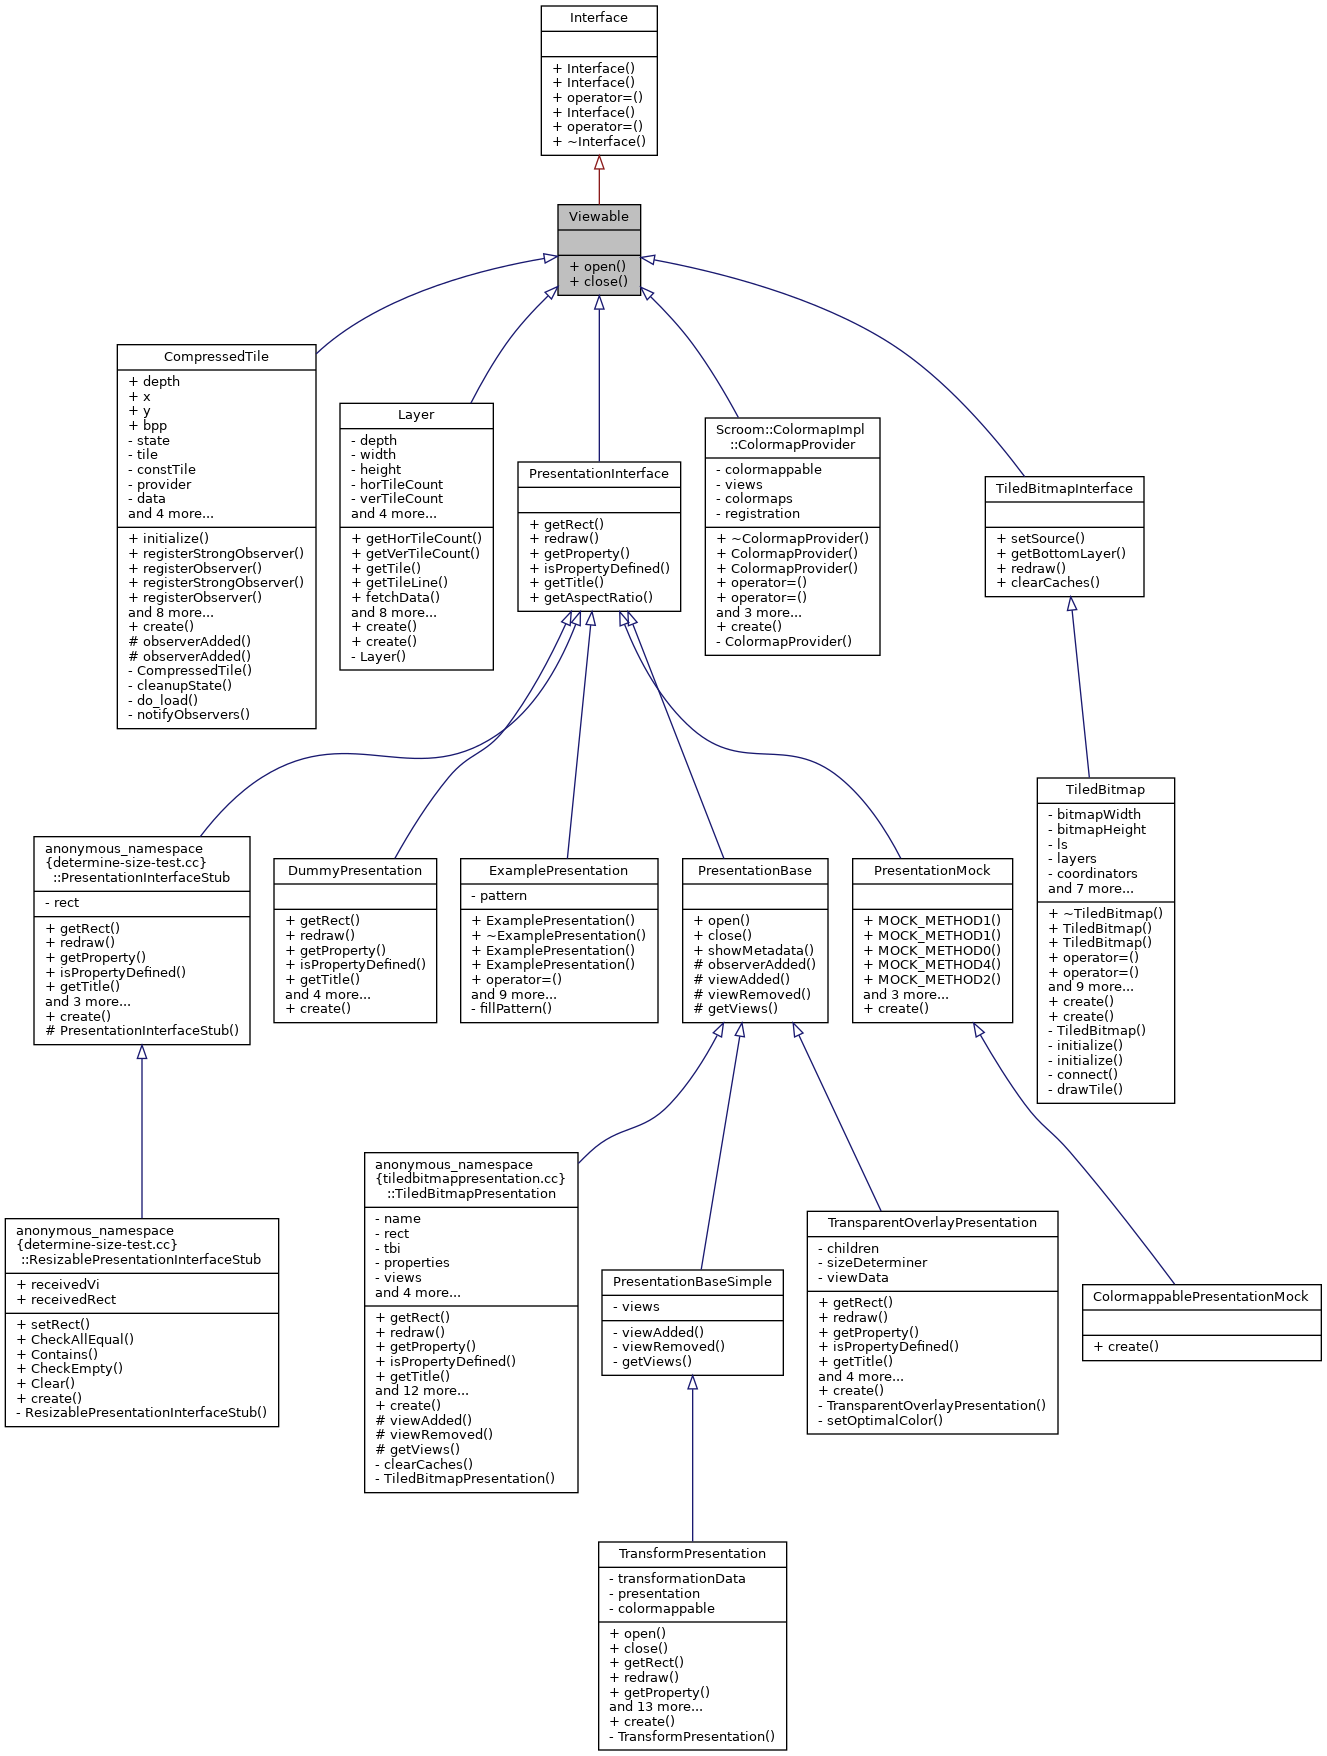 Interface
+ Interface()
+ Interface()
+ operator=()
+ Interface()
+ operator=()
+ ~Interface()
Viewable
+ open()
+ close()
CompressedTile
+ depth
+ x
+ y
+ bpp
- state
- tile
- constTile
- provider
- data
and 4 more...
+ initialize()
+ registerStrongObserver()
+ registerObserver()
+ registerStrongObserver()
+ registerObserver()
and 8 more...
+ create()
# observerAdded()
# observerAdded()
- CompressedTile()
- cleanupState()
- do_load()
- notifyObservers()
Layer
- depth
- width
- height
- horTileCount
- verTileCount
and 4 more...
+ getHorTileCount()
+ getVerTileCount()
+ getTile()
+ getTileLine()
+ fetchData()
and 8 more...
+ create()
+ create()
- Layer()
PresentationInterface
+ getRect()
+ redraw()
+ getProperty()
+ isPropertyDefined()
+ getTitle()
+ getAspectRatio()
Scroom::ColormapImpl
::ColormapProvider
- colormappable
- views
- colormaps
- registration
+ ~ColormapProvider()
+ ColormapProvider()
+ ColormapProvider()
+ operator=()
+ operator=()
and 3 more...
+ create()
- ColormapProvider()
TiledBitmapInterface
+ setSource()
+ getBottomLayer()
+ redraw()
+ clearCaches()
TiledBitmap
- bitmapWidth
- bitmapHeight
- ls
- layers
- coordinators
and 7 more...
+ ~TiledBitmap()
+ TiledBitmap()
+ TiledBitmap()
+ operator=()
+ operator=()
and 9 more...
+ create()
+ create()
- TiledBitmap()
- initialize()
- initialize()
- connect()
- drawTile()
anonymous_namespace
{determine-size-test.cc}
::PresentationInterfaceStub
- rect
+ getRect()
+ redraw()
+ getProperty()
+ isPropertyDefined()
+ getTitle()
and 3 more...
+ create()
# PresentationInterfaceStub()
DummyPresentation
+ getRect()
+ redraw()
+ getProperty()
+ isPropertyDefined()
+ getTitle()
and 4 more...
+ create()
ExamplePresentation
- pattern
+ ExamplePresentation()
+ ~ExamplePresentation()
+ ExamplePresentation()
+ ExamplePresentation()
+ operator=()
and 9 more...
- fillPattern()
PresentationBase
+ open()
+ close()
+ showMetadata()
# observerAdded()
# viewAdded()
# viewRemoved()
# getViews()
PresentationMock
+ MOCK_METHOD1()
+ MOCK_METHOD1()
+ MOCK_METHOD0()
+ MOCK_METHOD4()
+ MOCK_METHOD2()
and 3 more...
+ create()
anonymous_namespace
{determine-size-test.cc}
::ResizablePresentationInterfaceStub
+ receivedVi
+ receivedRect
+ setRect()
+ CheckAllEqual()
+ Contains()
+ CheckEmpty()
+ Clear()
+ create()
- ResizablePresentationInterfaceStub()
anonymous_namespace
{tiledbitmappresentation.cc}
::TiledBitmapPresentation
- name
- rect
- tbi
- properties
- views
and 4 more...
+ getRect()
+ redraw()
+ getProperty()
+ isPropertyDefined()
+ getTitle()
and 12 more...
+ create()
# viewAdded()
# viewRemoved()
# getViews()
- clearCaches()
- TiledBitmapPresentation()
PresentationBaseSimple
- views
- viewAdded()
- viewRemoved()
- getViews()
TransparentOverlayPresentation
- children
- sizeDeterminer
- viewData
+ getRect()
+ redraw()
+ getProperty()
+ isPropertyDefined()
+ getTitle()
and 4 more...
+ create()
- TransparentOverlayPresentation()
- setOptimalColor()
ColormappablePresentationMock
+ create()
TransformPresentation
- transformationData
- presentation
- colormappable
+ open()
+ close()
+ getRect()
+ redraw()
+ getProperty()
and 13 more...
+ create()
- TransformPresentation()